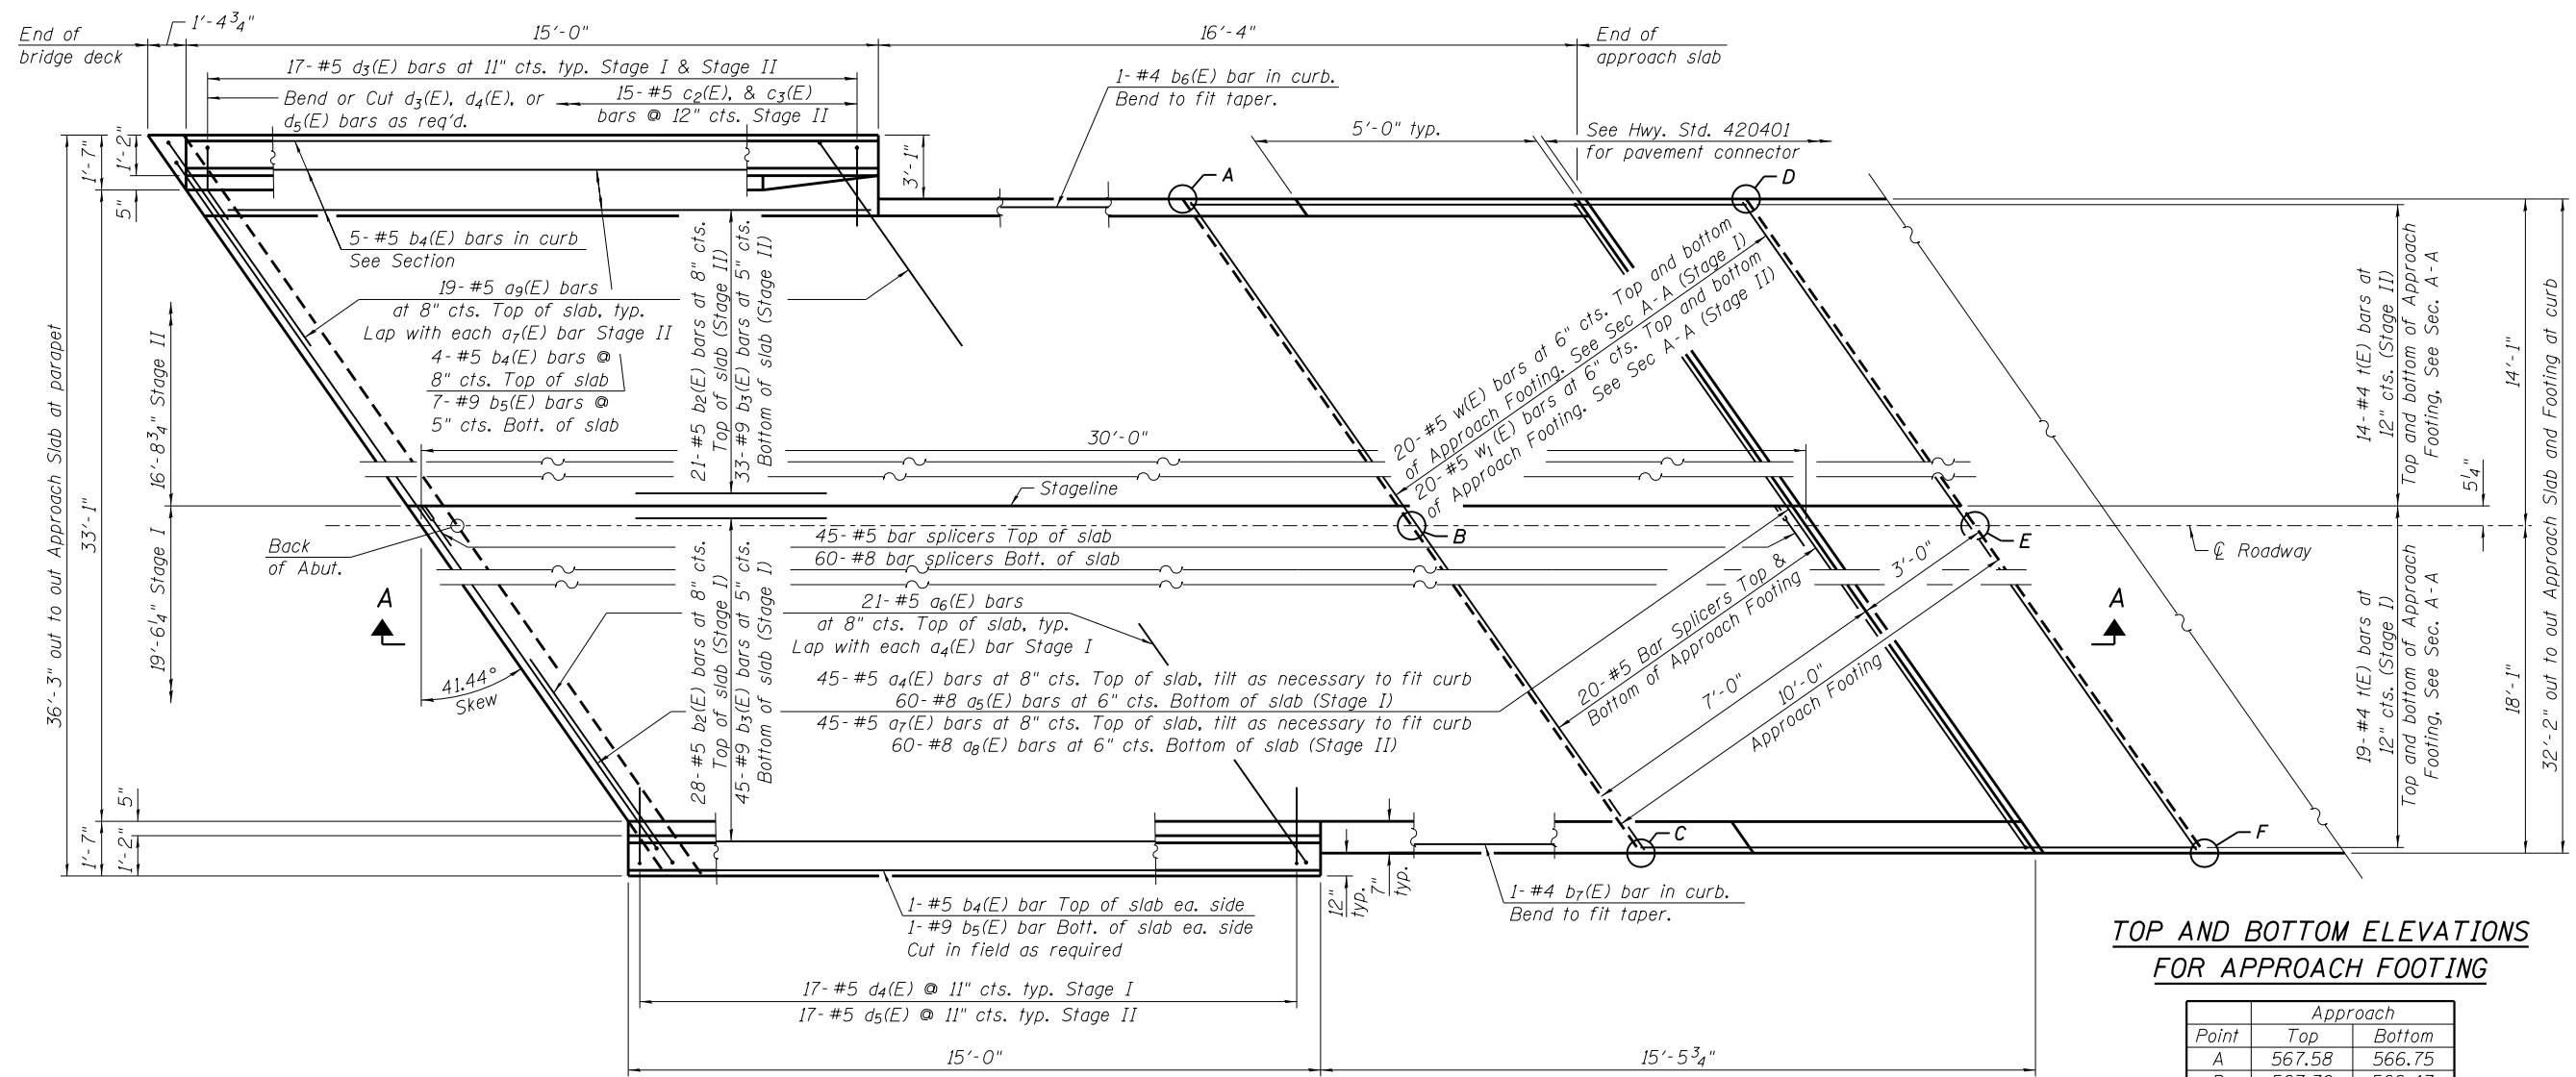 End of
bridge deck
1'-4 3/4"
15'-0"
16'-4"
End of
approach slab
17-#5 d3(E) bars at 11" cts. typ. Stage I & Stage II
Bend or Cut d3(E), d4(E), or
d5(E) bars as req'd.
15-#5 c2(E), & c3(E)
bars @ 12" cts. Stage II
1-#4 b6(E) bar in curb.
Bend to fit taper.
5'-0" typ.
See Hwy. Std. 420401
for pavement connector
1'-7"
1'-2"
5"
3'-1"
A
D
5-#5 b4(E) bars in curb
See Section
19-#5 a9(E) bars
at 8" cts. Top of slab, typ.
Lap with each a7(E) bar Stage II
4-#5 b4(E) bars @
8" cts. Top of slab
7-#9 b5(E) bars @
5" cts. Bott. of slab
21-#5 b2(E) bars at 8" cts.
Top of slab (Stage II)
33-#9 b3(E) bars at 5" cts.
Bottom of slab (Stage II)
20-#5 w(E) bars at 6" cts. Top and bottom
of Approach Footing. See Sec A-A (Stage I)
20-#5 w1(E) bars at 6" cts. Top and bottom
of Approach Footing. See Sec A-A (Stage II)
14-#4 t(E) bars at
12" cts. (Stage II)
Top and bottom of Approach
Footing, See Sec. A-A
14'-1"
32'-2" out to out Approach Slab and Footing at curb
36'-3" out to out Approach Slab at parapet
33'-1"
16'-8 3/4" Stage II
19'-6 1/4" Stage I
30'-0"
Stageline
5 1/4"
Back
of Abut.
45-#5 bar splicers Top of slab
60-#8 bar splicers Bott. of slab
B
E
℄ Roadway
A
A
41.44°
Skew
28-#5 b2(E) bars at 8" cts.
Top of slab (Stage I)
45-#9 b3(E) bars at 5" cts.
Bottom of slab (Stage I)
21-#5 a6(E) bars
at 8" cts. Top of slab, typ.
Lap with each a4(E) bar Stage I
45-#5 a4(E) bars at 8" cts. Top of slab, tilt as necessary to fit curb
60-#8 a5(E) bars at 6" cts. Bottom of slab (Stage I)
45-#5 a7(E) bars at 8" cts. Top of slab, tilt as necessary to fit curb
60-#8 a8(E) bars at 6" cts. Bottom of slab (Stage II)
20-#5 Bar Splicers Top &
Bottom of Approach Footing
3'-0"
7'-0"
10'-0"
Approach Footing
19-#4 t(E) bars at
12" cts. (Stage I)
Top and bottom of Approach
Footing, See Sec. A-A
18'-1"
5"
1'-7"
1'-2"
C
F
12"
typ.
7"
typ.
1-#5 b4(E) bar Top of slab ea. side
1-#9 b5(E) bar Bott. of slab ea. side
Cut in field as required
1-#4 b7(E) bar in curb.
Bend to fit taper.
17-#5 d4(E) @ 11" cts. typ. Stage I
17-#5 d5(E) @ 11" cts. typ. Stage II
15'-0"
15'-5 3/4"
TOP AND BOTTOM ELEVATIONS
FOR APPROACH FOOTING
Approach
Point Top Bottom
A 567.58 566.75